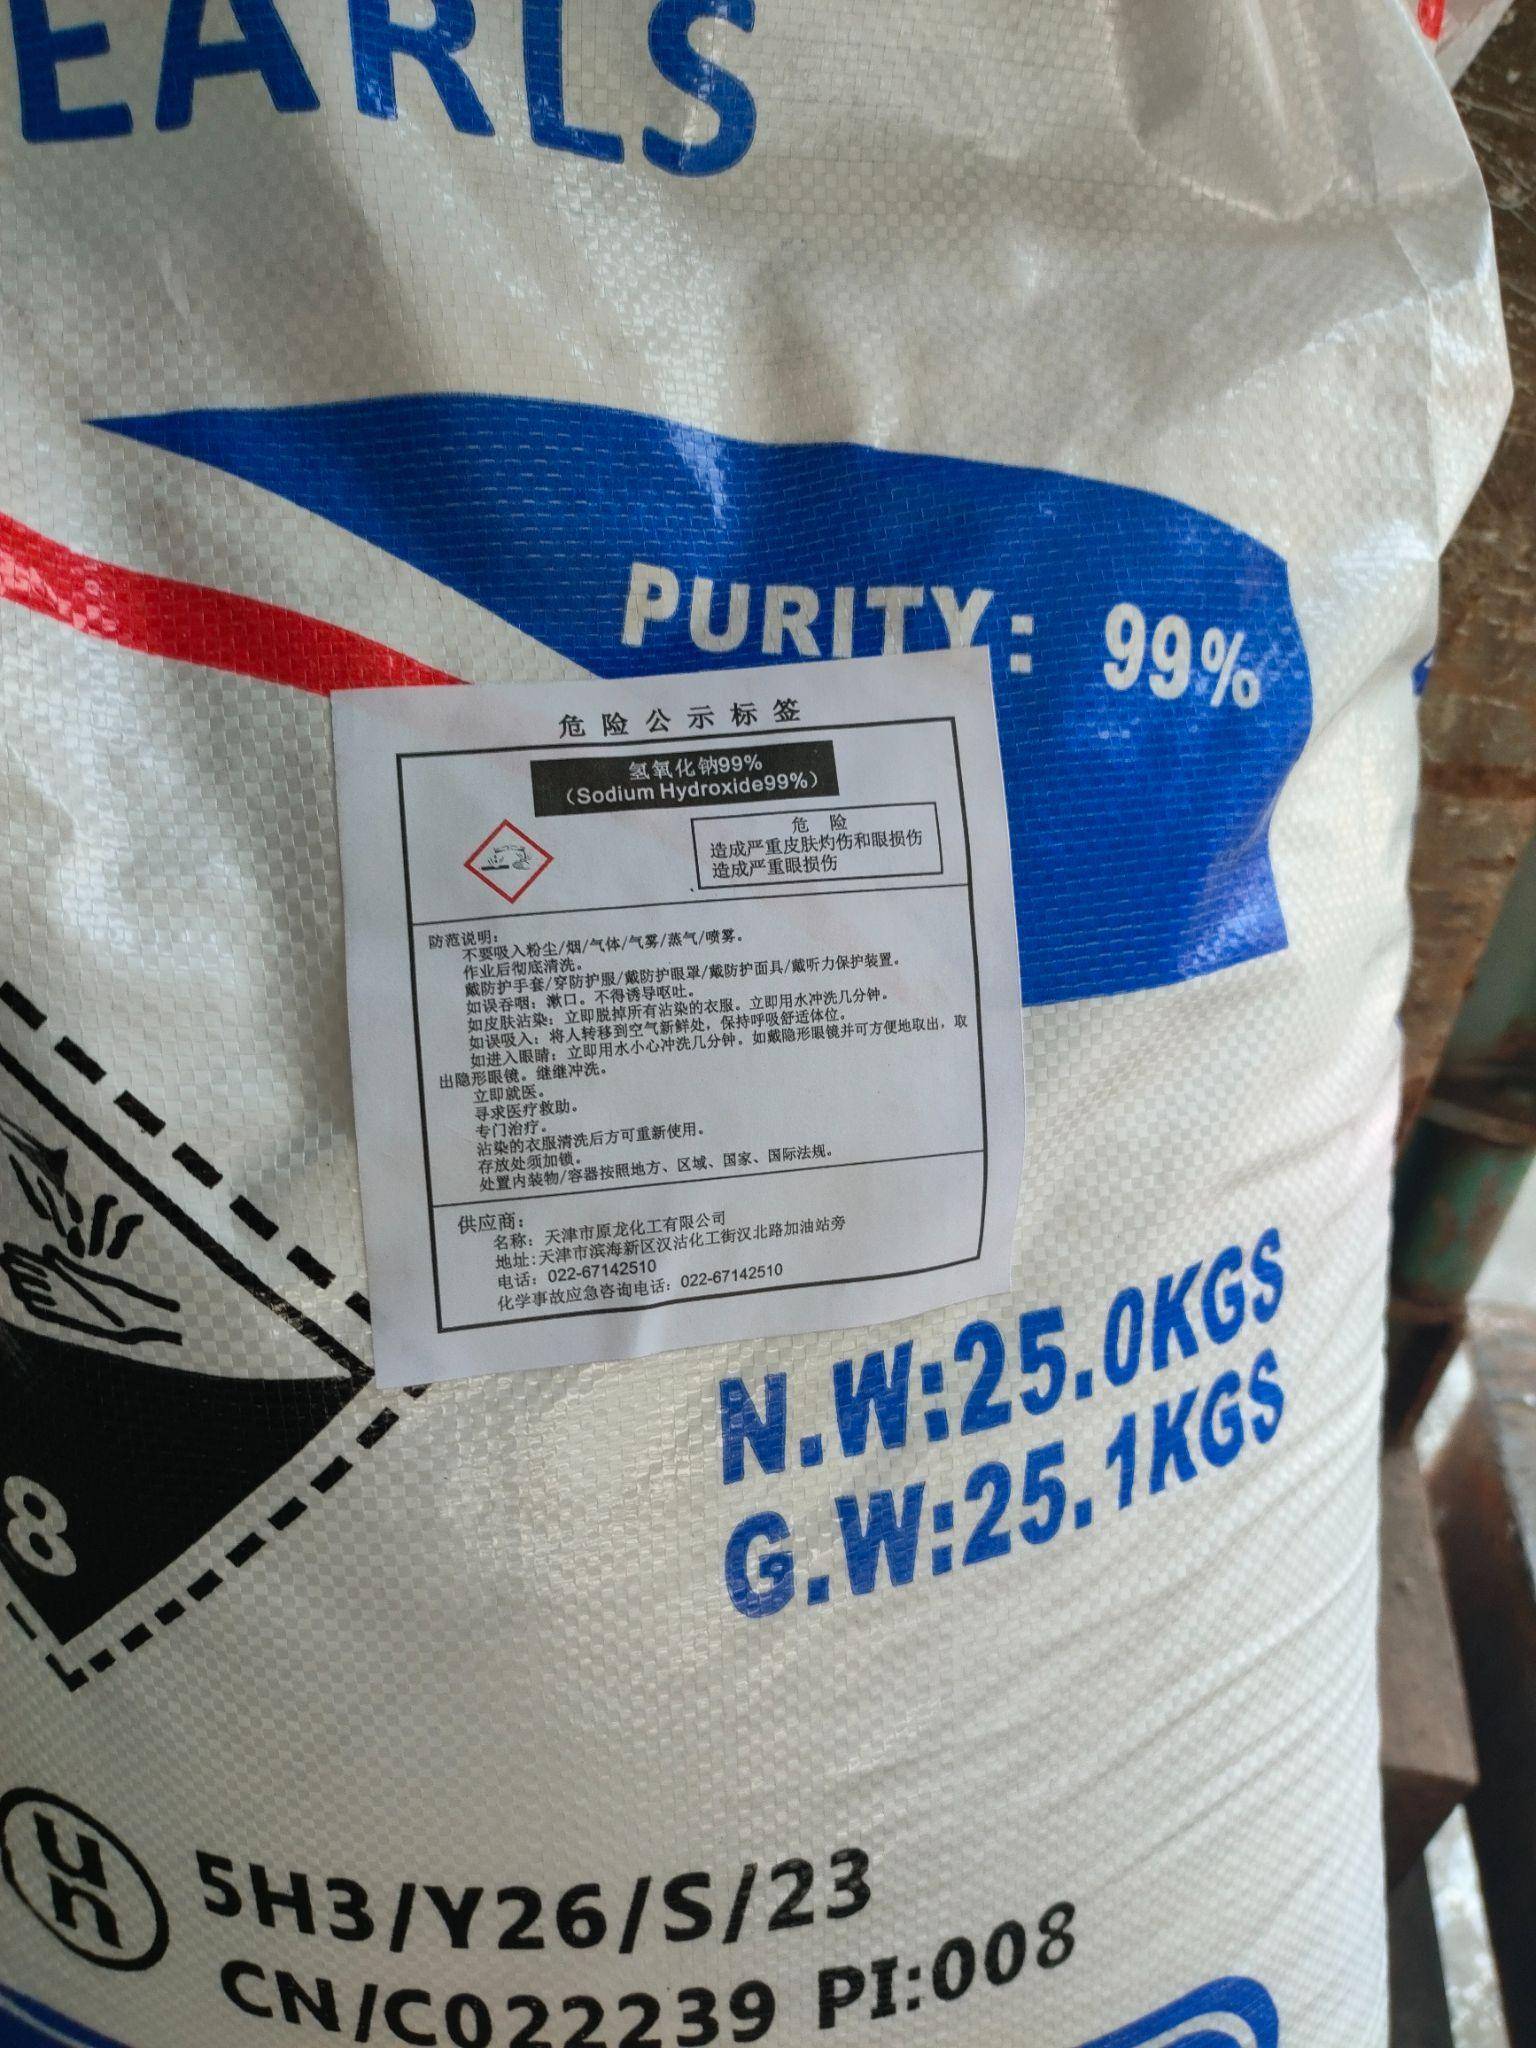 EARLS
PURITY: 99%
危险公示标签
氢氧化钠99%
(Sodium Hydroxide99%)
危 险
造成严重皮肤灼伤和眼损伤
造成严重眼损伤
防范说明:
不要吸入粉尘/烟/气体/气雾/蒸气/喷雾。
作业后彻底清洗。
戴防护手套/穿防护服/戴防护眼罩/戴防护面具/戴听力保护装置。
如误吞咽: 漱口。不得诱导呕吐。
如皮肤沾染: 立即脱掉所有沾染的衣服。立即用水冲洗几分钟。
如误吸入: 将人转移到空气新鲜处, 保持呼吸舒适体位。
如进入眼睛: 立即用水小心冲洗几分钟。如戴隐形眼镜并可方便地取出, 取
出隐形眼镜。继继冲洗。
立即就医。
寻求医疗救助。
专门治疗。
沾染的衣服清洗后方可重新使用。
存放处须加锁。
处置内装物/容器按照地方、区域、国家、国际法规。
供应商:
名称: 天津市原龙化工有限公司
地址:天津市滨海新区汉沽化工街汉北路加油站旁
电话: 022-67142510
化学事故应急咨询电话: 022-67142510
8
N.W:25.0KGS
G.W:25.1KGS
un
5H3/Y26/S/23
CN/C022239 PI:008